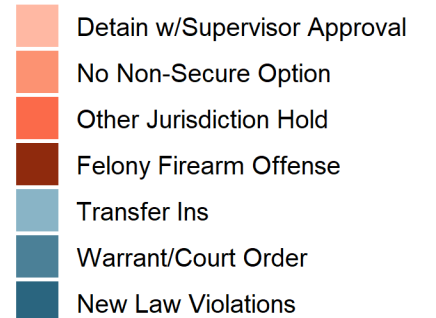 Detain w/Supervisor Approval
No Non-Secure Option
Other Jurisdiction Hold
Felony Firearm Offense
Transfer Ins
Warrant/Court Order
New Law Violations